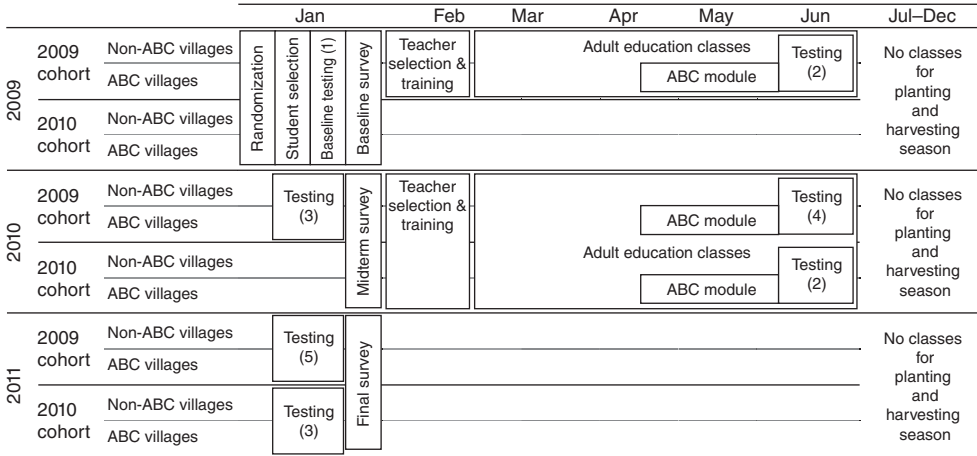 Jan Feb Mar Apr May Jun Jul–Dec
2009
2009 cohort
Non-ABC villages
ABC villages
2010 cohort
Non-ABC villages
ABC villages
Randomization
Student selection
Baseline testing (1)
Baseline survey
Teacher
selection &
training
Adult education classes
ABC module
Testing
(2)
No classes
for
planting
and
harvesting
season
2010
2009 cohort
Non-ABC villages
ABC villages
2010 cohort
Non-ABC villages
ABC villages
Testing
(3)
Midterm survey
Teacher
selection &
training
ABC module
Testing
(4)
Adult education classes
ABC module
Testing
(2)
No classes
for
planting
and
harvesting
season
2011
2009 cohort
Non-ABC villages
ABC villages
2010 cohort
Non-ABC villages
ABC villages
Testing
(5)
Testing
(3)
Final survey
No classes
for
planting
and
harvesting
season